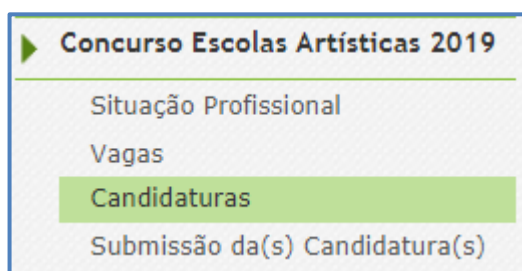 Concurso Escolas Artísticas 2019
Situação Profissional
Vagas
Candidaturas
Submissão da(s) Candidatura(s)